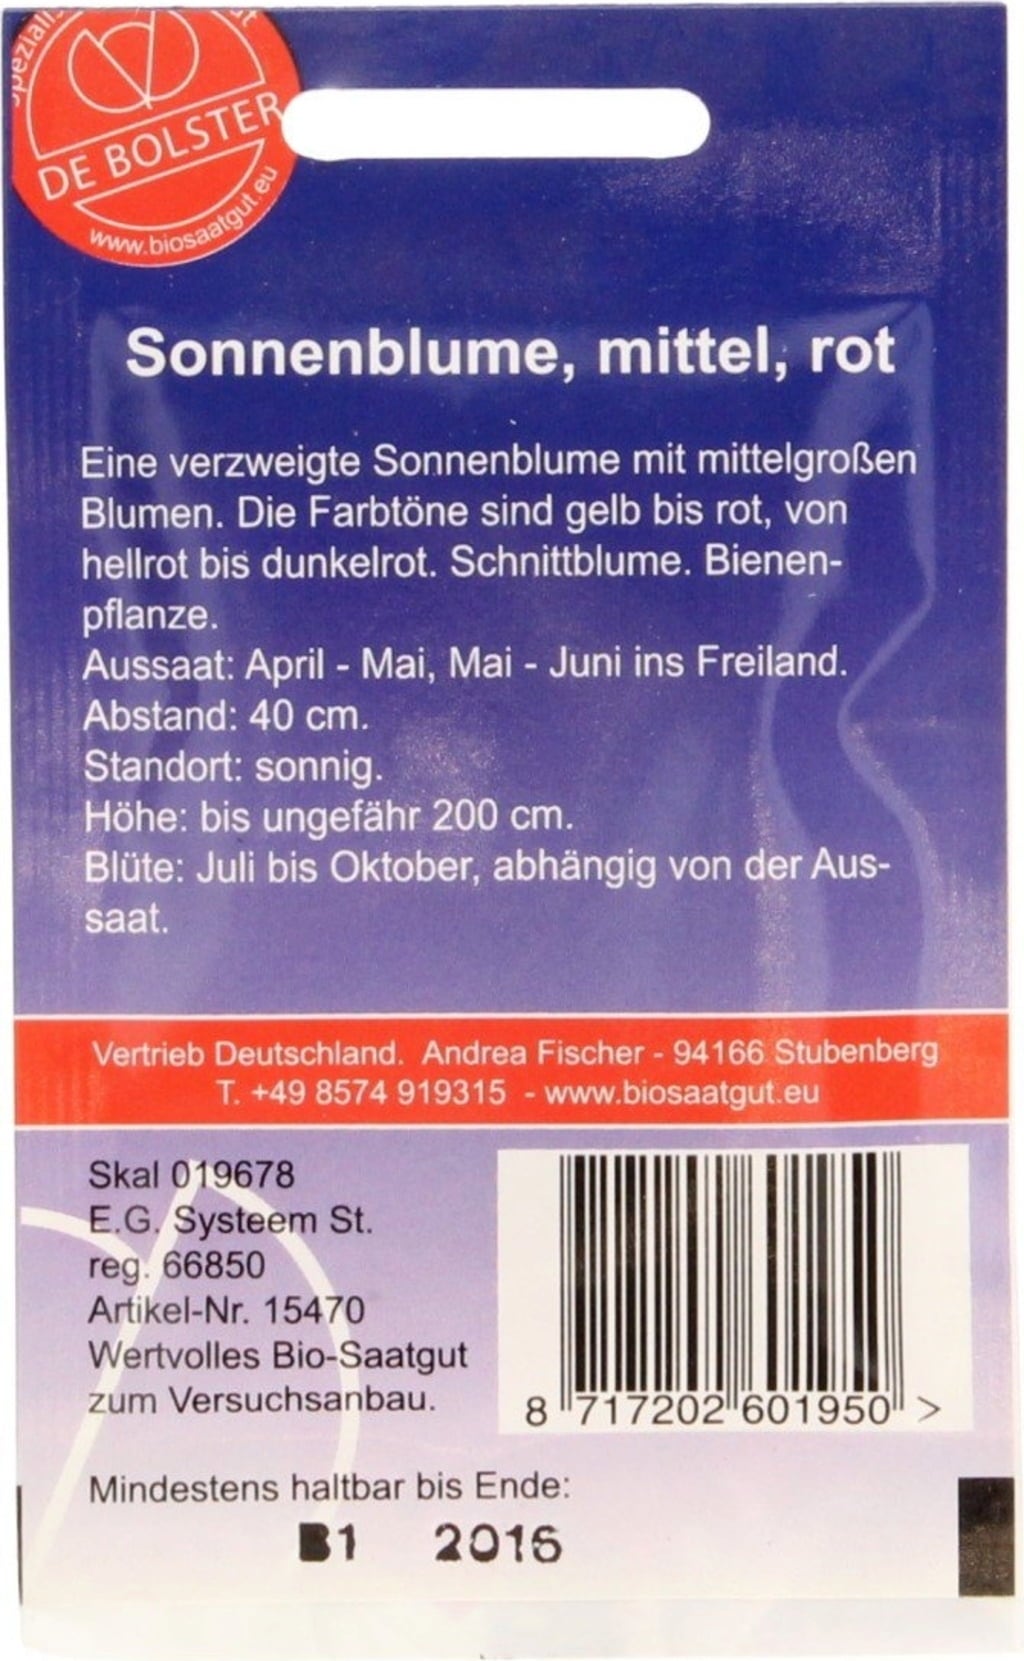 DE BOLSTER
www.biosaatgut.eu
Sonnenblume, mittel, rot
Eine verzweigte Sonnenblume mit mittelgroßen
Blumen. Die Farbtöne sind gelb bis rot, von
hellrot bis dunkelrot. Schnittblume. Bienen-
pflanze.
Aussaat: April - Mai, Mai - Juni ins Freiland.
Abstand: 40 cm.
Standort: sonnig.
Höhe: bis ungefähr 200 cm.
Blüte: Juli bis Oktober, abhängig von der Aus-
saat.
Vertrieb Deutschland. Andrea Fischer - 94166 Stubenberg
T. +49 8574 919315 - www.biosaatgut.eu
Skal 019678
E.G. Systeem St.
reg. 66850
Artikel-Nr. 15470
Wertvolles Bio-Saatgut
zum Versuchsanbau.
8 717202 601950 >
Mindestens haltbar bis Ende:
B1 2016